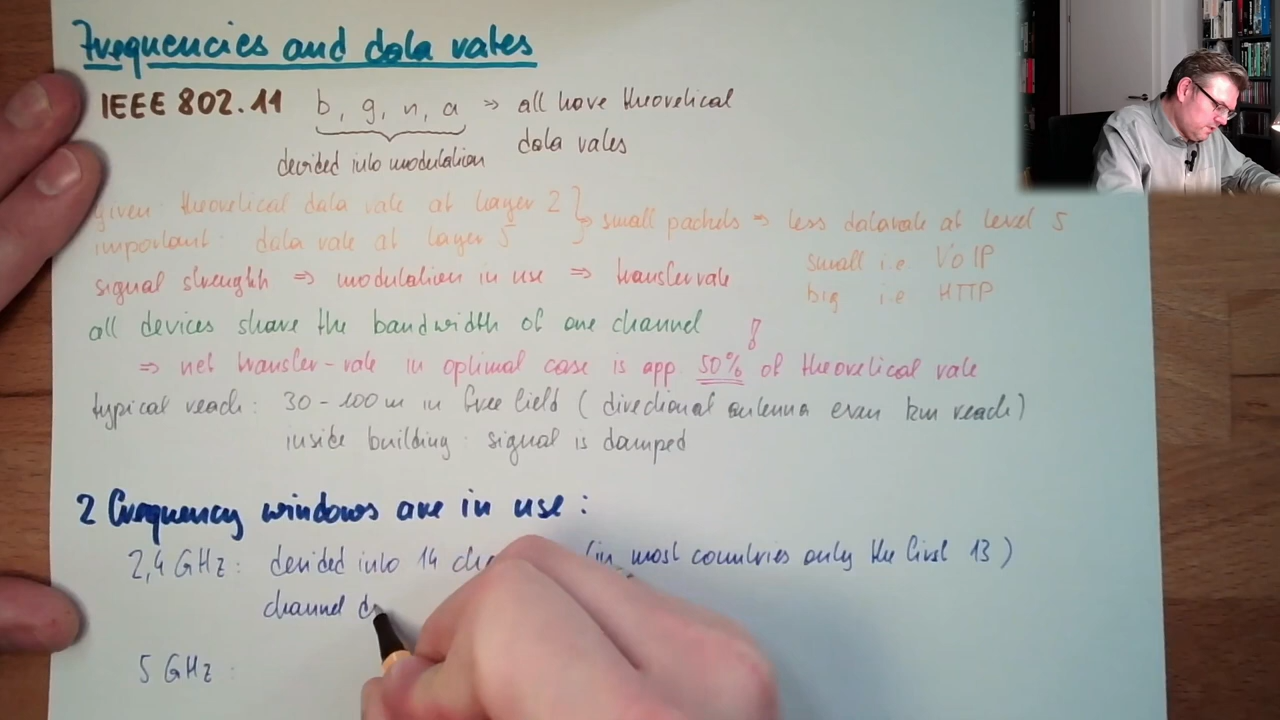 Frequencies and data rates
IEEE 802.11 b, g, n, a => all have theoretical
data rates
devided into modulation
given: theoretical data rate at layer 2
important: data rate at layer 5
=> small packets => less datarate at level 5
small i.e VoIP
big i.e HTTP
signal strength => modulation in use => transfer rate
all devices share the bandwidth of one channel !
=> net transfer-rate in optimal case is app 50% of theoretical rate
typical reach: 30-100m in free field (directional antenna even km reach)
inside building: signal is damped
2 frequency windows are in use:
2,4 GHz: devided into 14 (in most countries only the first 13)
channel
5 GHz: